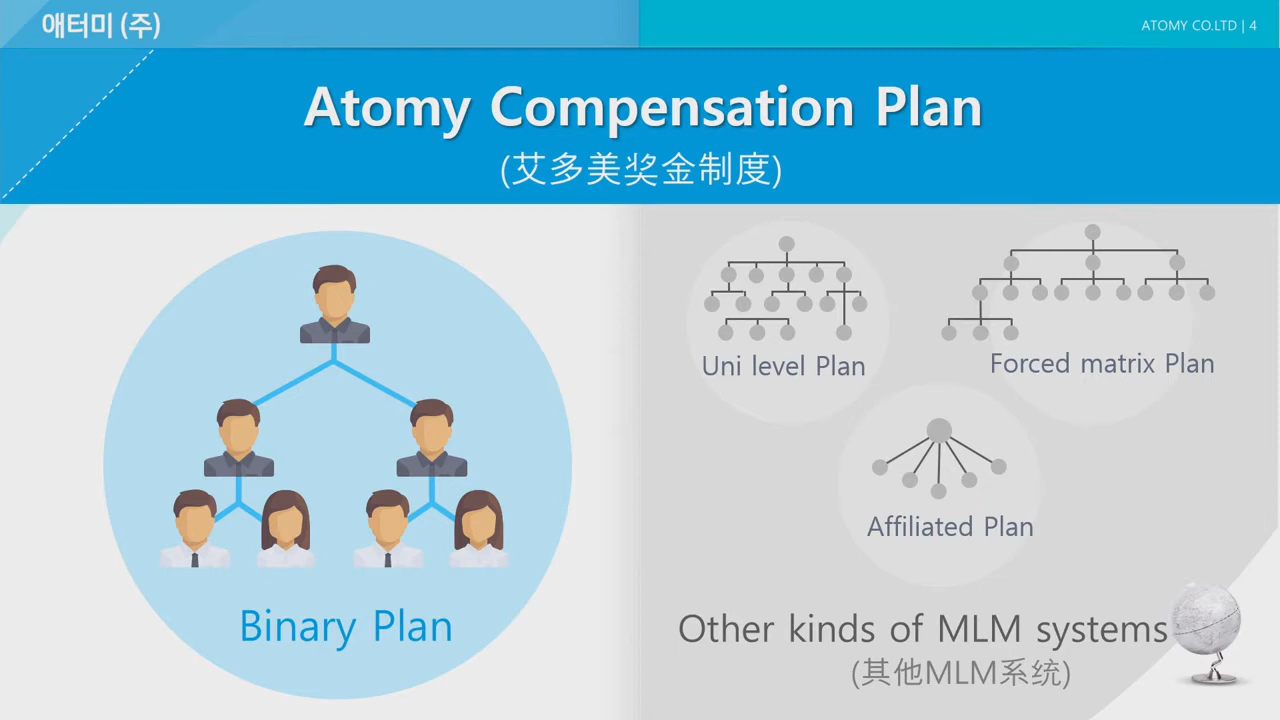 애터미 (주)
ATOMY CO.LTD | 4
Atomy Compensation Plan
(艾多美奖金制度)
Binary Plan
Uni level Plan
Forced matrix Plan
Affiliated Plan
Other kinds of MLM systems
(其他MLM系统)